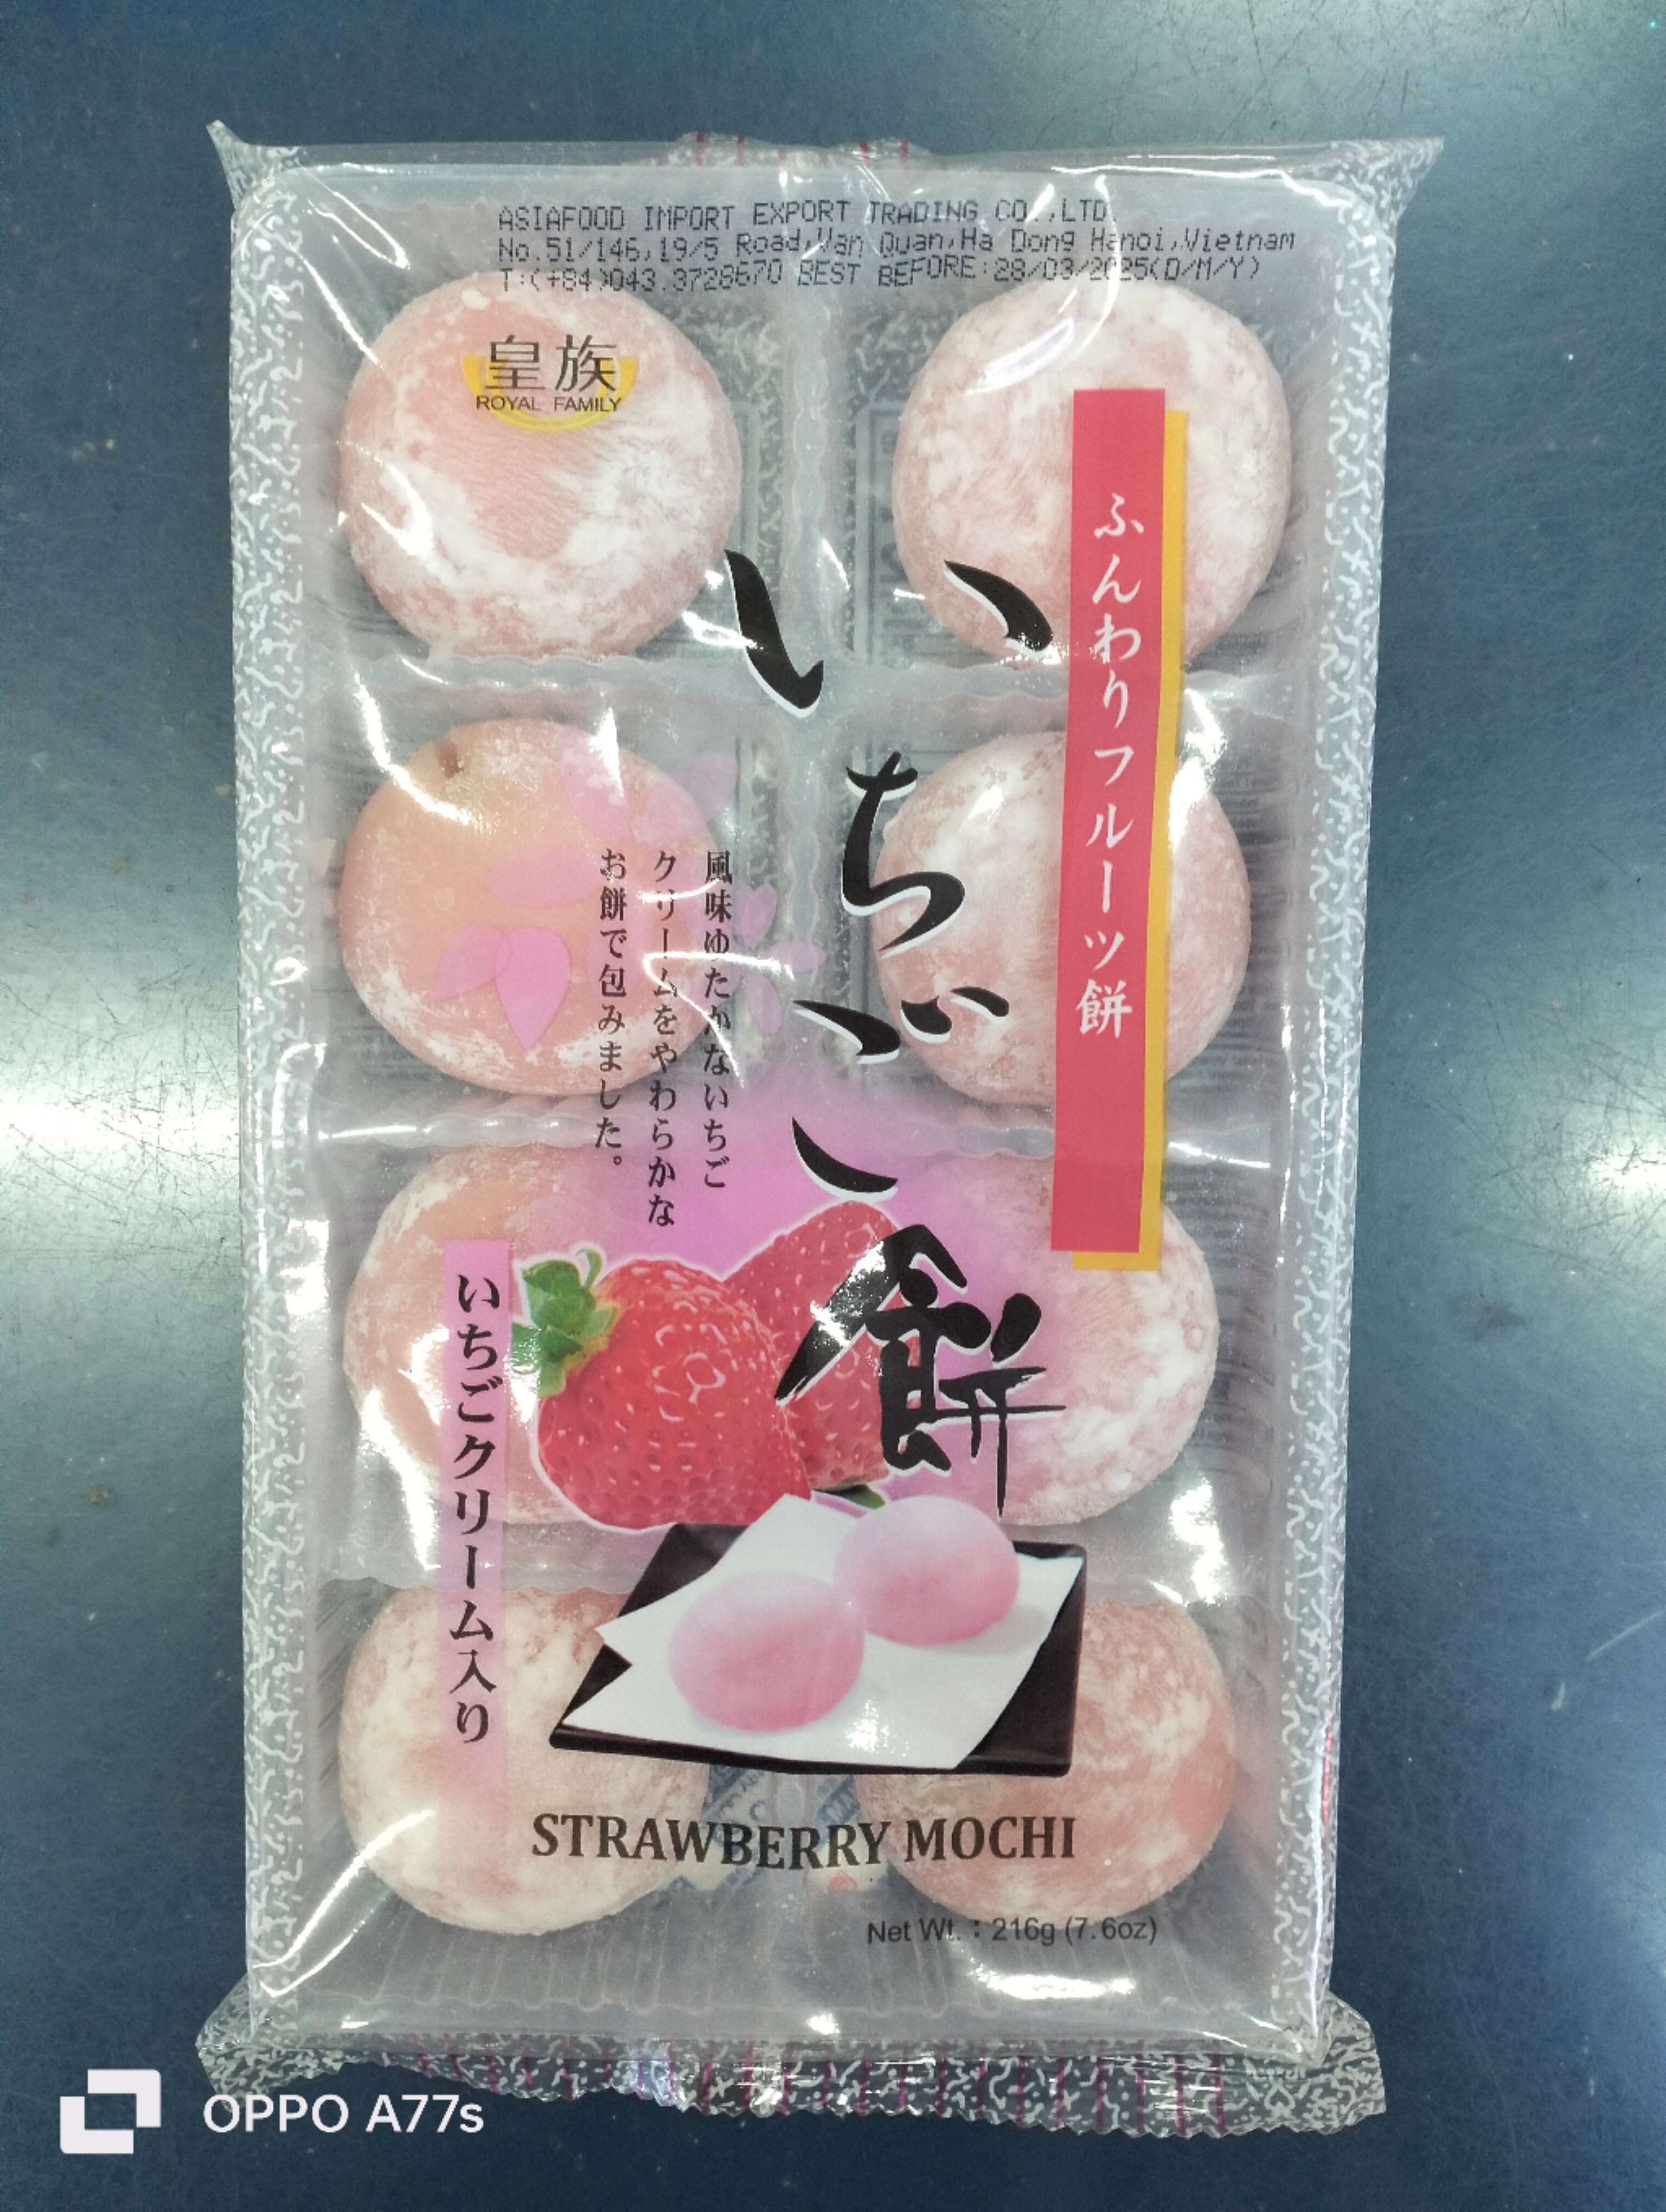 ASIAFOOD IMPORT EXPORT TRADING CO.,LTD.
No.51/146,19/5 Road,Van Quan,Ha Dong Hanoi,Vietnam
T:(+84)043.3728670 BEST BEFORE:28/03/2025(D/M/Y)
皇族
ROYAL FAMILY
ふんわりフルーツ餅
いちご餅
風味ゆたかないちご
クリームをやわらかな
お餅で包みました。
いちごクリーム入り
STRAWBERRY MOCHI
Net Wt.：216g (7.6oz)
OPPO A77s